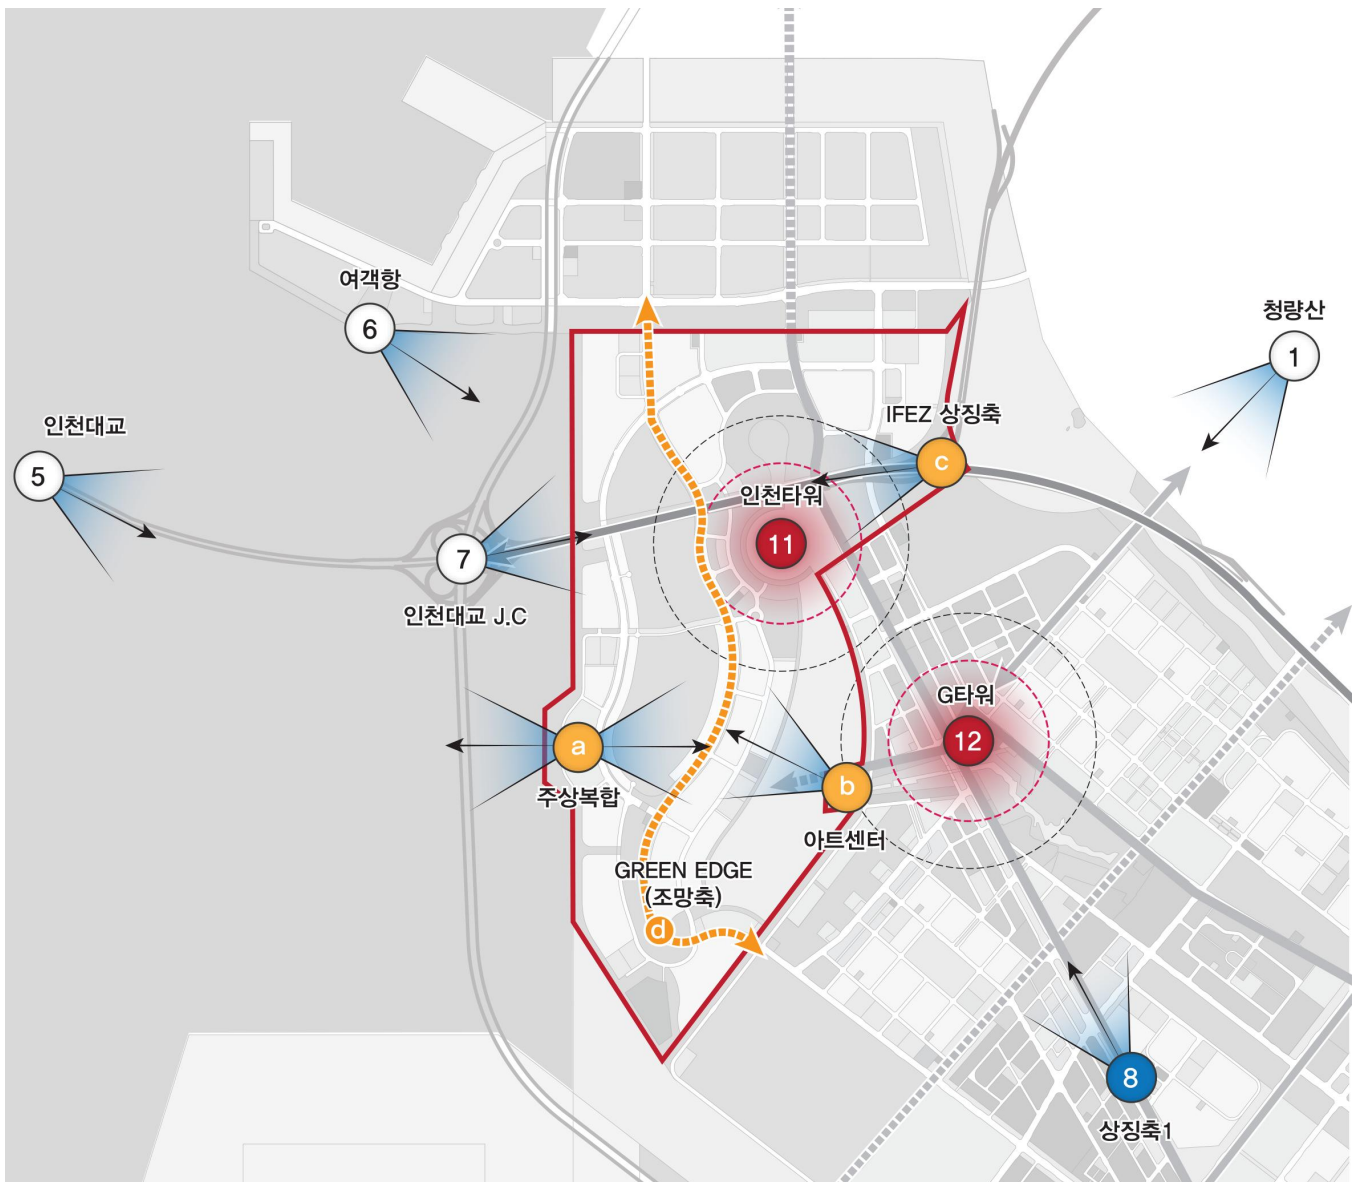 여객항
6
청량산
1
인천대교
5
IFEZ 상징축
c
인천타워
11
7
인천대교 J.C
G타워
12
a
주상복합
b
아트센터
GREEN EDGE
(조망축)
d
8
상징축1